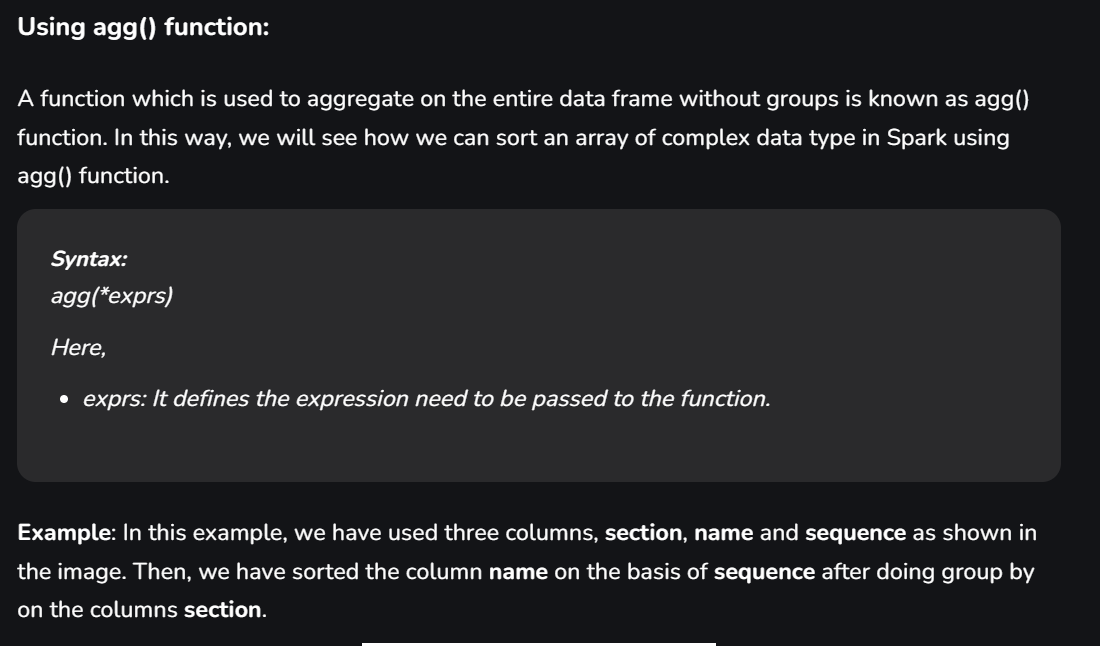 Using agg() function:
A function which is used to aggregate on the entire data frame without groups is known as agg()
function. In this way, we will see how we can sort an array of complex data type in Spark using
agg() function.
Syntax:
agg(*exprs)
Here,
• exprs: It defines the expression need to be passed to the function.
Example: In this example, we have used three columns, section, name and sequence as shown in
the image. Then, we have sorted the column name on the basis of sequence after doing group by
on the columns section.